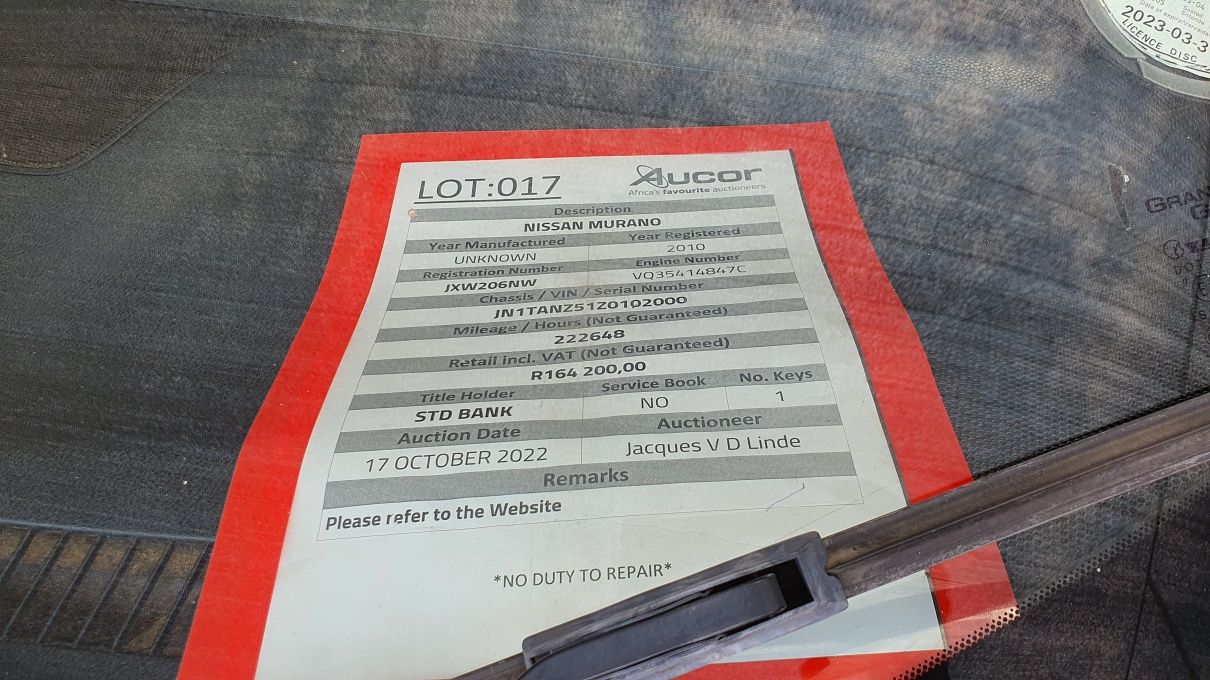 2023-03-3
LICENCE DISC
LOT:017
Aucor
Africa's favourite auctioneers
Description
NISSAN MURANO
Year Manufactured Year Registered
UNKNOWN 2010
Registration Number Engine Number
JXW206NW VQ35414847C
Chassis / VIN / Serial Number
JN1TANZ51Z0102000
Mileage / Hours (Not Guaranteed)
222648
Retail incl. VAT (Not Guaranteed)
R164 200,00
Title Holder Service Book No. Keys
STD BANK NO 1
Auction Date Auctioneer
17 OCTOBER 2022 Jacques V D Linde
Remarks
Please refer to the Website
*NO DUTY TO REPAIR*